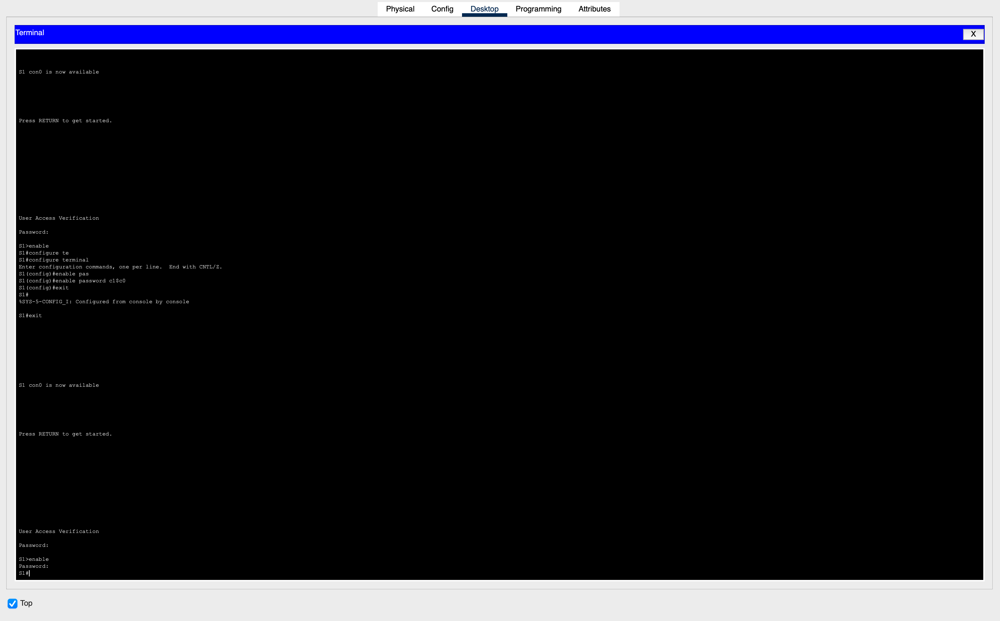 Physical Config Desktop Programming Attributes
Terminal
X
S1 con0 is now available
Press RETURN to get started.
User Access Verification
Password:
S1>enable
S1#configure te
S1#configure terminal
Enter configuration commands, one per line.  End with CNTL/Z.
S1(config)#enable pas
S1(config)#enable password c1$c0
S1(config)#exit
S1#
%SYS-5-CONFIG_I: Configured from console by console
S1#exit
S1 con0 is now available
Press RETURN to get started.
User Access Verification
Password:
S1>enable
Password:
S1#
Top